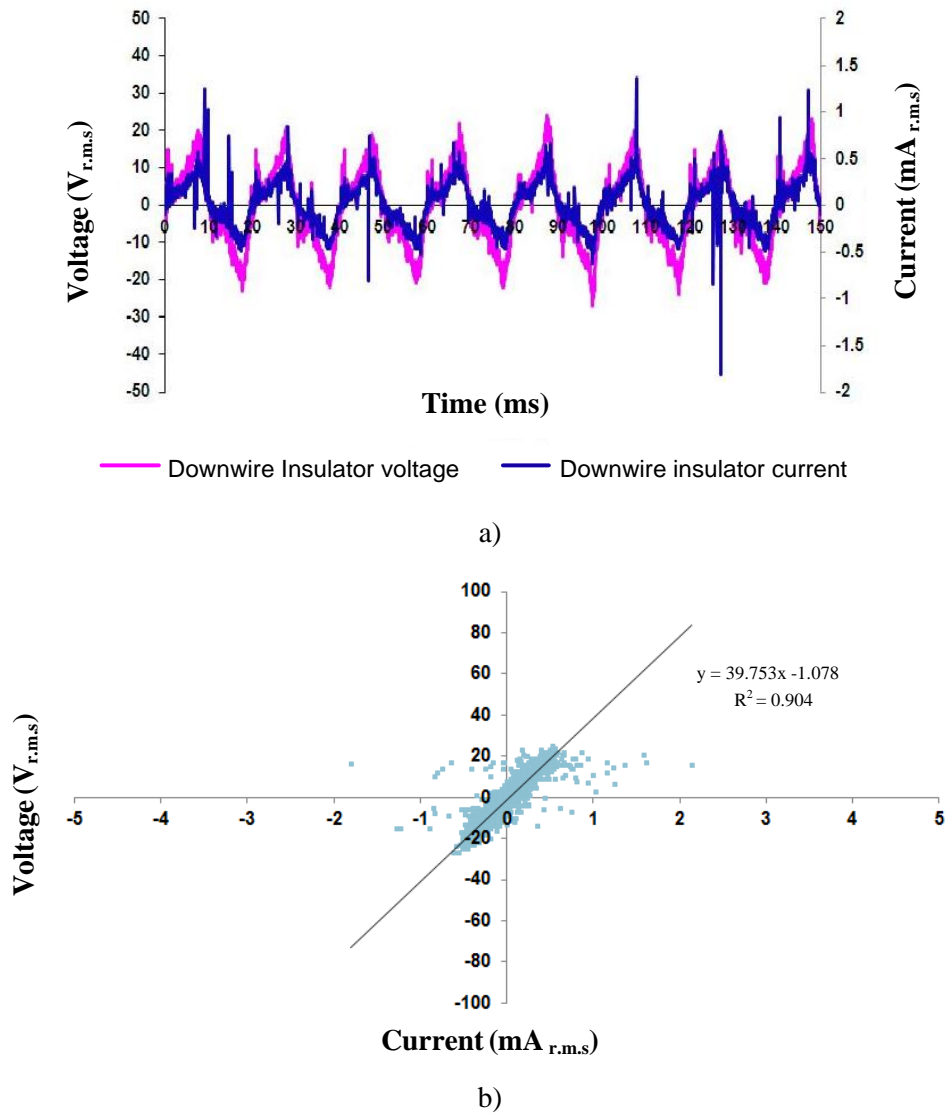 50
40
30
20
10
0
-10
-20
-30
-40
-50
2
1.5
1
0.5
0
-0.5
-1
-1.5
-2
0 10 20 30 40 50 60 70 80 90 100 110 120 130 140 150
Voltage (V r.m.s)
Current (mA r.m.s)
Time (ms)
Downwire Insulator voltage Downwire insulator current
a)
100
80
60
40
20
0
-20
-40
-60
-80
-100
-5 -4 -3 -2 -1 0 1 2 3 4 5
y = 39.753x -1.078
R2 = 0.904
Voltage (V r.m.s)
Current (mA r.m.s)
b)